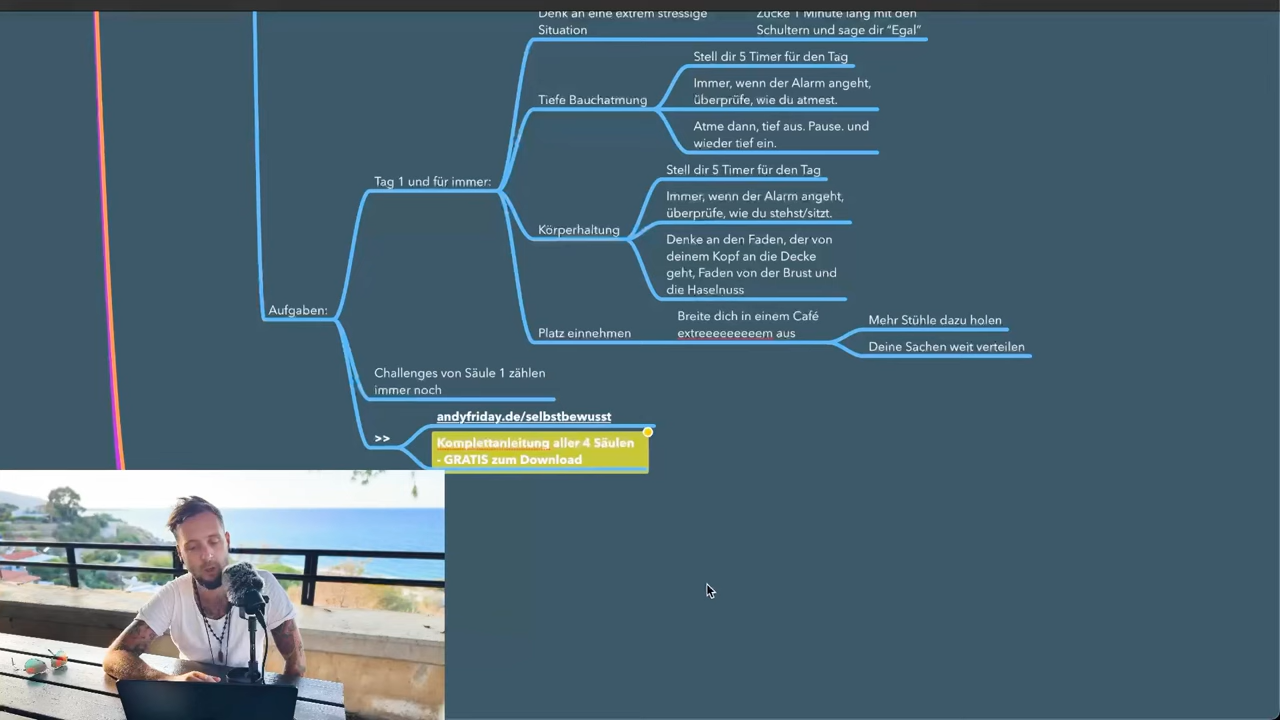 Denk an eine extrem stressige
Situation
Zucke 1 Minute lang mit den
Schultern und sage dir “Egal”
Stell dir 5 Timer für den Tag
Immer, wenn der Alarm angeht,
überprüfe, wie du atmest.
Tiefe Bauchatmung
Atme dann, tief aus. Pause. und
wieder tief ein.
Stell dir 5 Timer für den Tag
Tag 1 und für immer:
Immer, wenn der Alarm angeht,
überprüfe, wie du stehst/sitzt.
Körperhaltung
Denke an den Faden, der von
deinem Kopf an die Decke
geht, Faden von der Brust und
die Haselnuss
Aufgaben:
Platz einnehmen
Breite dich in einem Café
extreeeeeeeeem aus
Mehr Stühle dazu holen
Deine Sachen weit verteilen
Challenges von Säule 1 zählen
immer noch
>>
andyfriday.de/selbstbewusst
Komplettanleitung aller 4 Säulen
- GRATIS zum Download